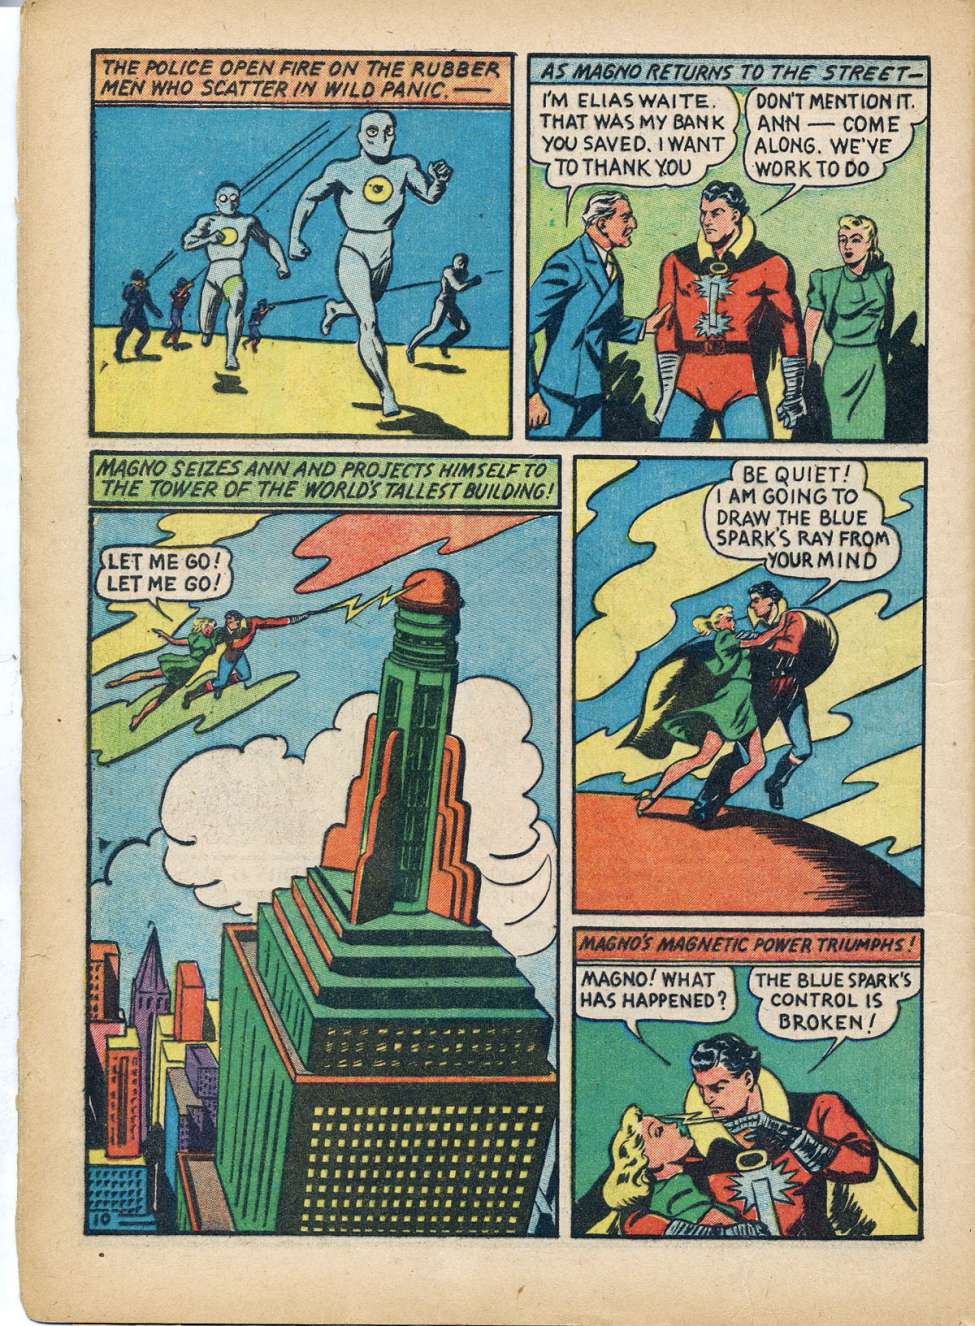 THE POLICE OPEN FIRE ON THE RUBBER
MEN WHO SCATTER IN WILD PANIC. —
AS MAGNO RETURNS TO THE STREET—
I'M ELIAS WAITE.
THAT WAS MY BANK
YOU SAVED. I WANT
TO THANK YOU
DON'T MENTION IT.
ANN — COME
ALONG. WE'VE
WORK TO DO
MAGNO SEIZES ANN AND PROJECTS HIMSELF TO
THE TOWER OF THE WORLD'S TALLEST BUILDING!
LET ME GO!
LET ME GO!
BE QUIET!
I AM GOING TO
DRAW THE BLUE
SPARK'S RAY FROM
YOUR MIND
MAGNO'S MAGNETIC POWER TRIUMPHS!
MAGNO! WHAT
HAS HAPPENED?
THE BLUE SPARK'S
CONTROL IS
BROKEN!
10